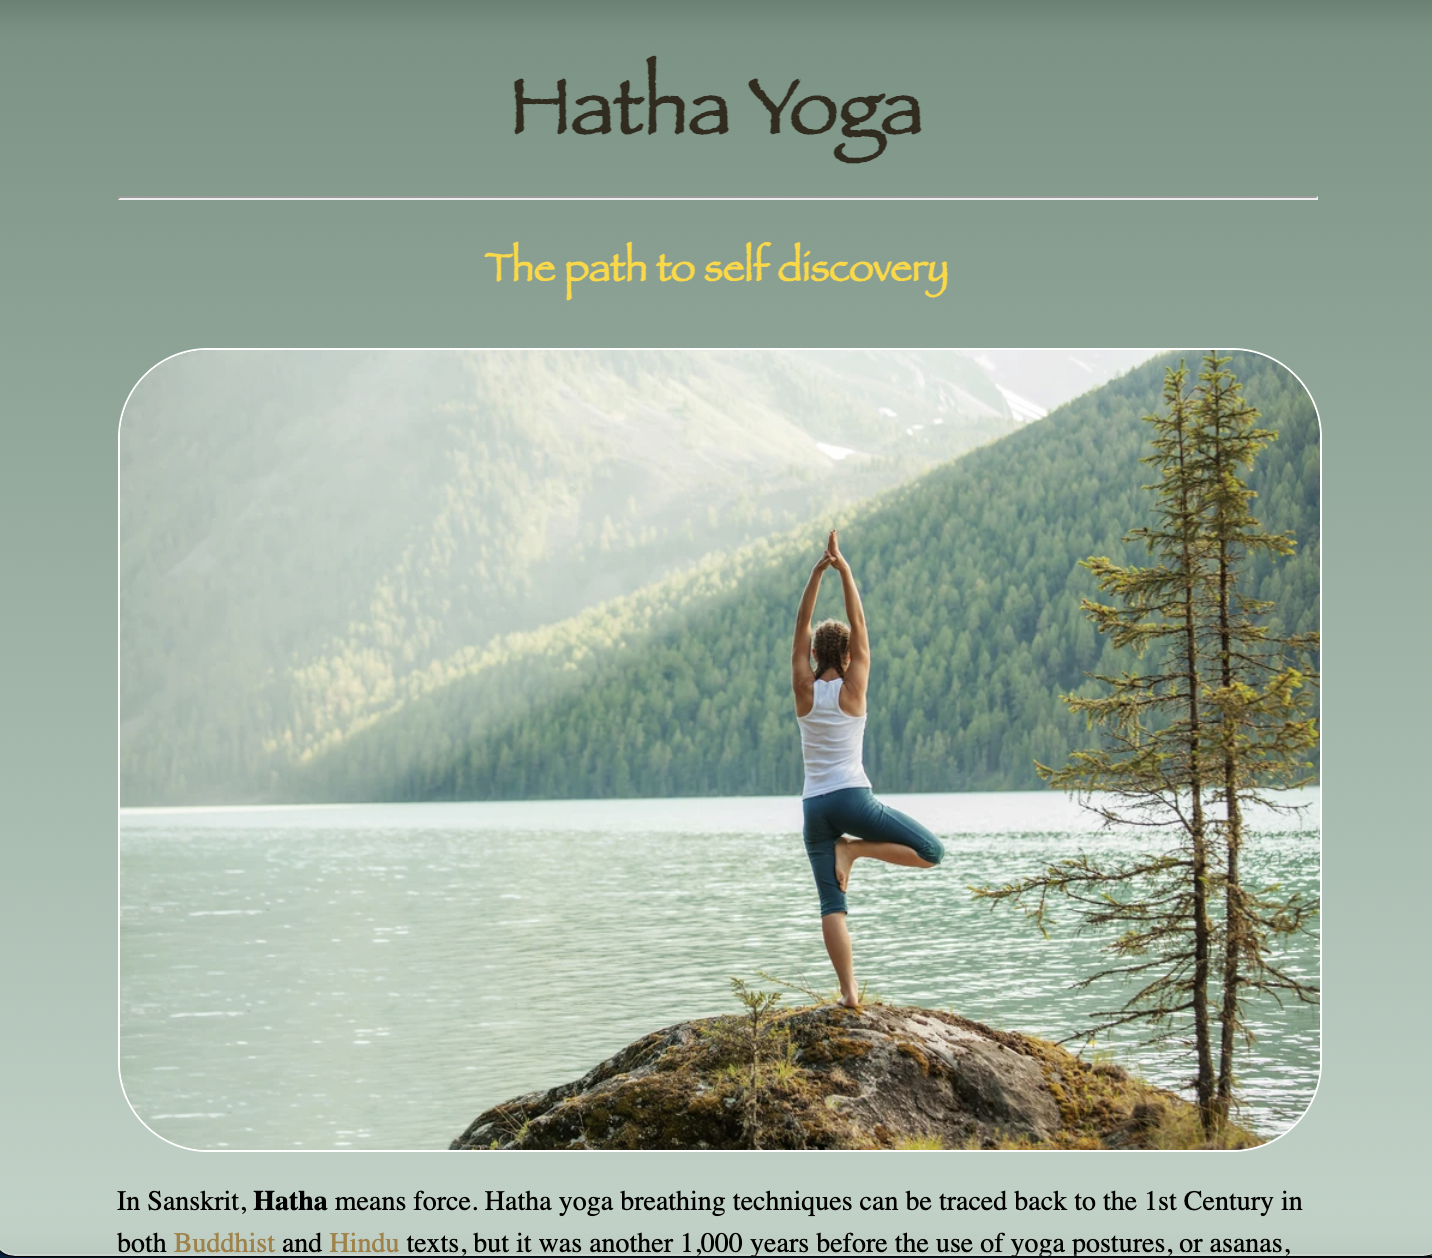 Hatha Yoga
The path to self discovery
In Sanskrit, Hatha means force. Hatha yoga breathing techniques can be traced back to the 1st Century in
both Buddhist and Hindu texts, but it was another 1,000 years before the use of yoga postures, or asanas,